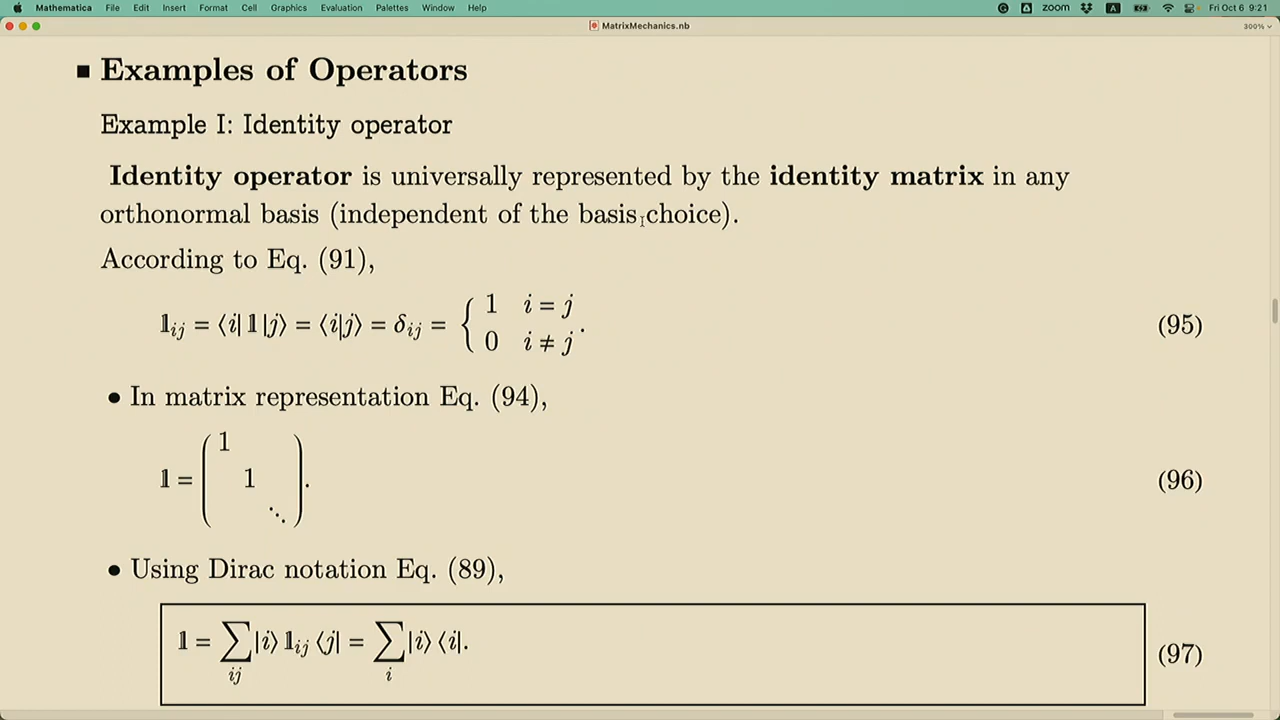 Mathematica File Edit Insert Format Cell Graphics Evaluation Palettes Window Help zoom A Fri Oct 6 9:21
MatrixMechanics.nb 300%
■ Examples of Operators
Example I: Identity operator
Identity operator is universally represented by the identity matrix in any
orthonormal basis (independent of the basis choice).
According to Eq. (91),
𝟙ij = ⟨i| 𝟙 |j⟩ = ⟨i|j⟩ = δij = { 1 i = j
0 i ≠ j . (95)
• In matrix representation Eq. (94),
𝟙 = ( 1
1
⋱ ). (96)
• Using Dirac notation Eq. (89),
𝟙 = ∑ij |i⟩ 𝟙ij ⟨j| = ∑i |i⟩ ⟨i|. (97)